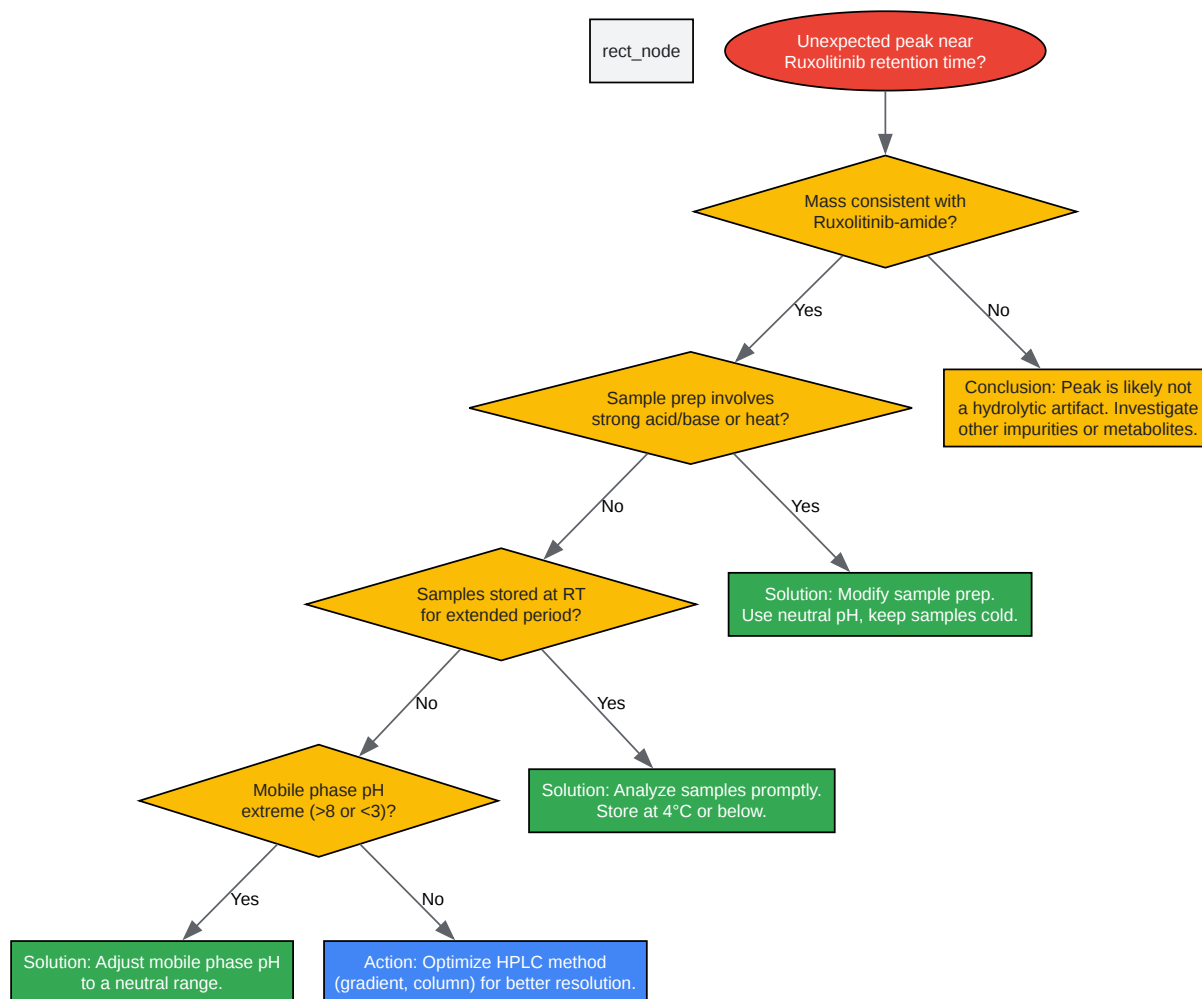 rect_node
Unexpected peak near
Ruxolitinib retention time?
Mass consistent with
Ruxolitinib-amide?
Yes
No
Sample prep involves
strong acid/base or heat?
Conclusion: Peak is likely not
a hydrolytic artifact. Investigate
other impurities or metabolites.
No
Yes
Samples stored at RT
for extended period?
Solution: Modify sample prep.
Use neutral pH, keep samples cold.
No
Yes
Mobile phase pH
extreme (>8 or <3)?
Solution: Analyze samples promptly.
Store at 4°C or below.
Yes
No
Solution: Adjust mobile phase pH
to a neutral range.
Action: Optimize HPLC method
(gradient, column) for better resolution.